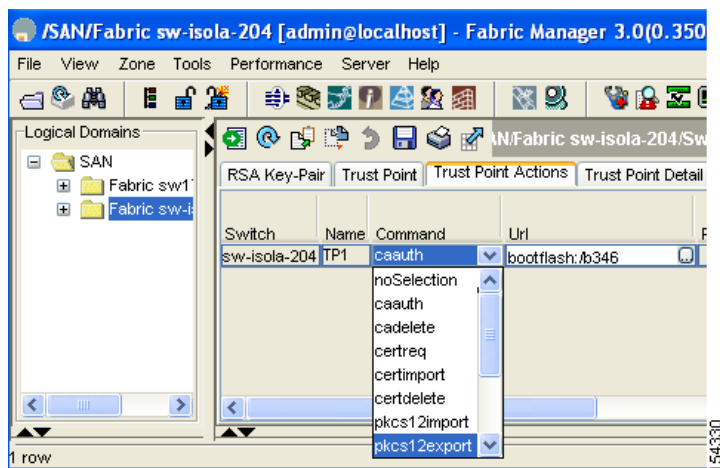 /SAN/Fabric sw-isola-204 [admin@localhost] - Fabric Manager 3.0(0.350
File View Zone Tools Performance Server Help
Logical Domains
SAN
Fabric sw1
Fabric sw-i
/AN/Fabric sw-isola-204/Sw
RSA Key-Pair Trust Point Trust Point Actions Trust Point Detail
Switch Name Command Url
sw-isola-204 TP1 caauth bootflash:/b346
noSelection
caauth
cadelete
certreq
certimport
certdelete
pkcs12import
pkcs12export
1 row
54330